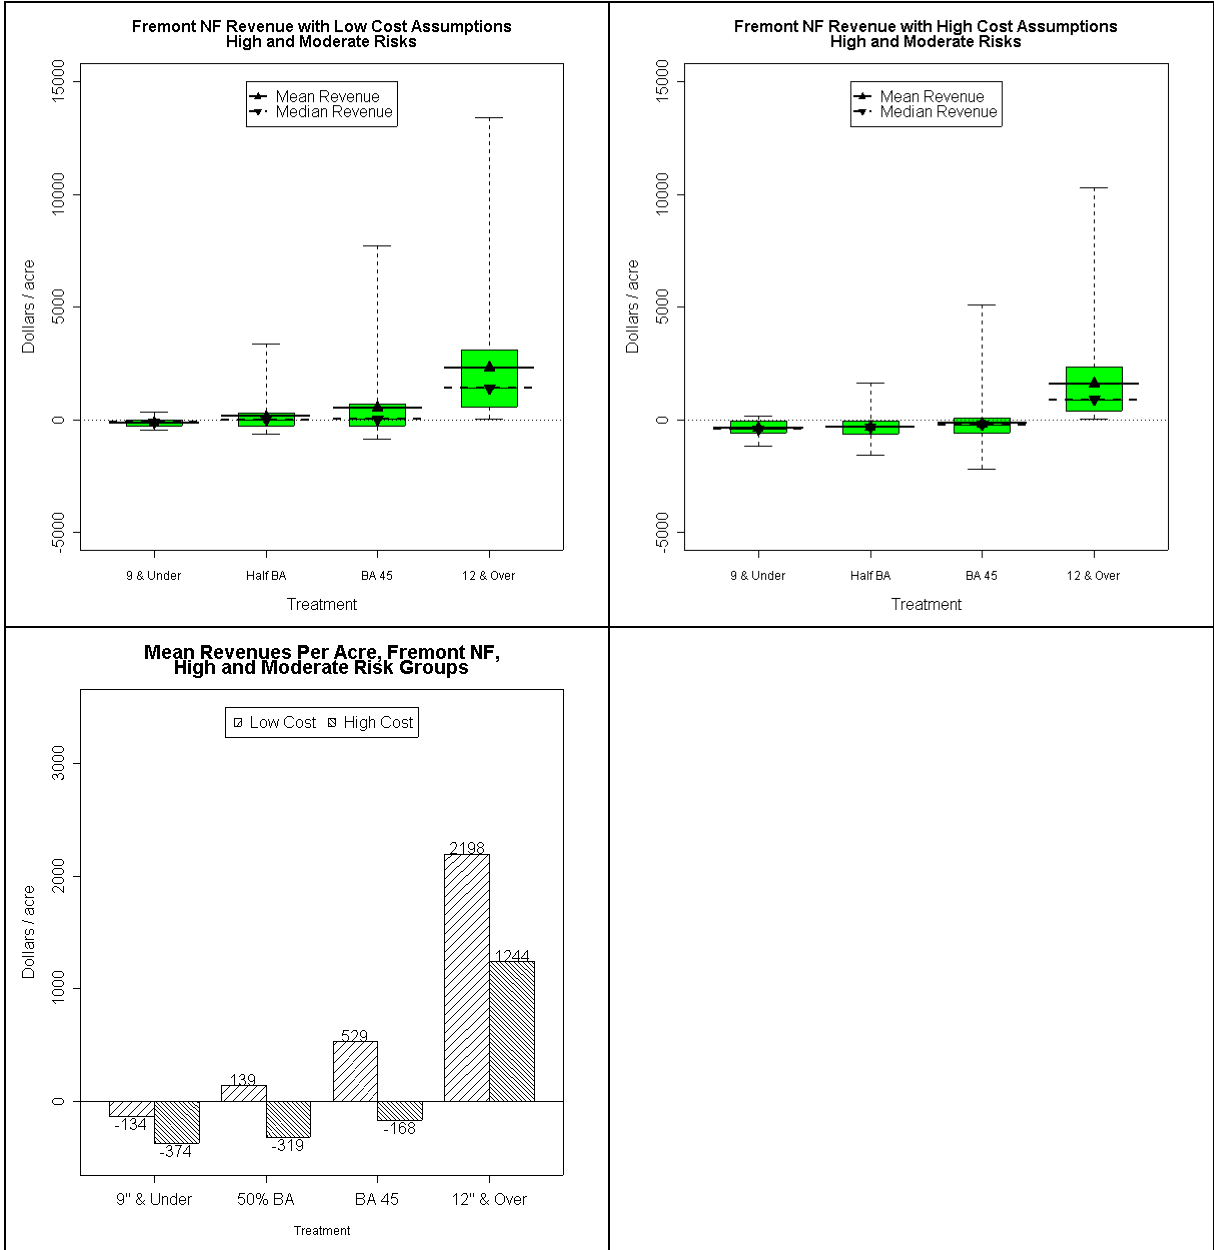 Fremont NF Revenue with Low Cost Assumptions
High and Moderate Risks
Mean Revenue
Median Revenue
15000
10000
5000
0
-5000
Dollars / acre
9 & Under
Half BA
BA 45
12 & Over
Treatment
Fremont NF Revenue with High Cost Assumptions
High and Moderate Risks
Mean Revenue
Median Revenue
15000
10000
5000
0
-5000
Dollars / acre
9 & Under
Half BA
BA 45
12 & Over
Treatment
Mean Revenues Per Acre, Fremont NF,
High and Moderate Risk Groups
Low Cost High Cost
3000
2000
1000
0
Dollars / acre
2198
1244
529
139
-134
-374
-319
-168
9" & Under
50% BA
BA 45
12" & Over
Treatment